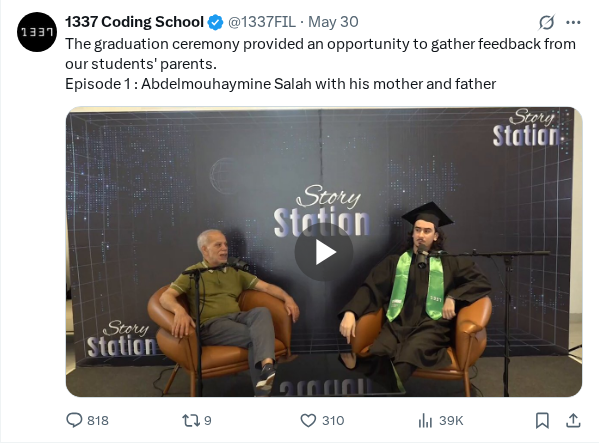 1337
1337 Coding School @1337FIL · May 30
The graduation ceremony provided an opportunity to gather feedback from
our students' parents.
Episode 1 : Abdelmouhaymine Salah with his mother and father
Story
Station
Story
Station
Story
Station
1337
818 9 310 39K